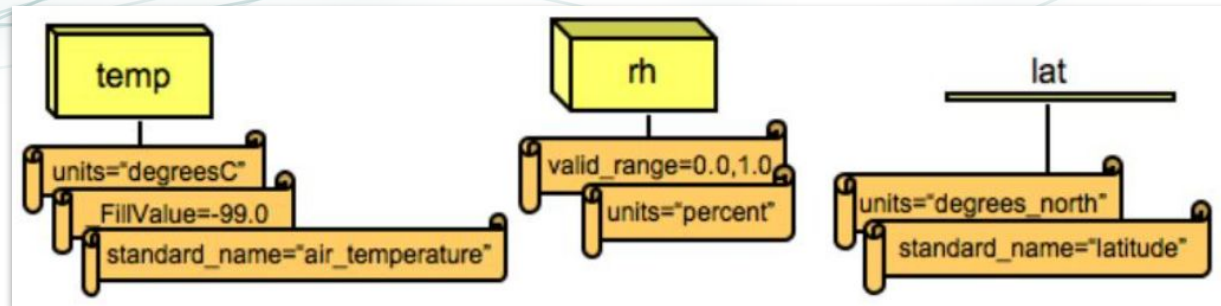 temp
units="degreesC"
_FillValue=-99.0
standard_name="air_temperature"
rh
valid_range=0.0,1.0
units="percent"
lat
units="degrees_north"
standard_name="latitude"